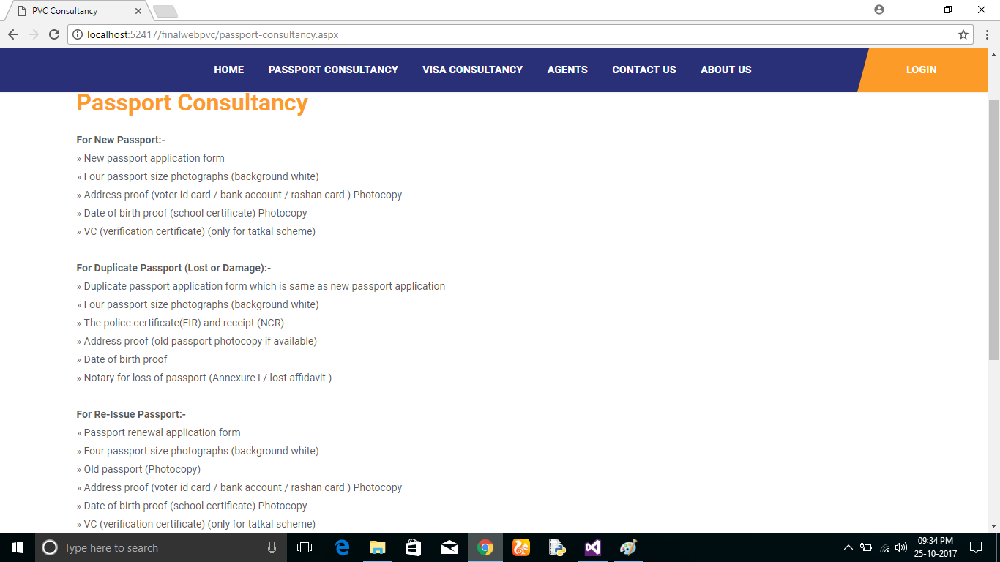 PVC Consultancy
localhost:52417/finalwebpvc/passport-consultancy.aspx
HOME PASSPORT CONSULTANCY VISA CONSULTANCY AGENTS CONTACT US ABOUT US LOGIN
Passport Consultancy
For New Passport:-
» New passport application form
» Four passport size photographs (background white)
» Address proof (voter id card / bank account / rashan card ) Photocopy
» Date of birth proof (school certificate) Photocopy
» VC (verification certificate) (only for tatkal scheme)
For Duplicate Passport (Lost or Damage):-
» Duplicate passport application form which is same as new passport application
» Four passport size photographs (background white)
» The police certificate(FIR) and receipt (NCR)
» Address proof (old passport photocopy if available)
» Date of birth proof
» Notary for loss of passport (Annexure I / lost affidavit )
For Re-Issue Passport:-
» Passport renewal application form
» Four passport size photographs (background white)
» Old passport (Photocopy)
» Address proof (voter id card / bank account / rashan card ) Photocopy
» Date of birth proof (school certificate) Photocopy
» VC (verification certificate) (only for tatkal scheme)
Type here to search
09:34 PM
25-10-2017